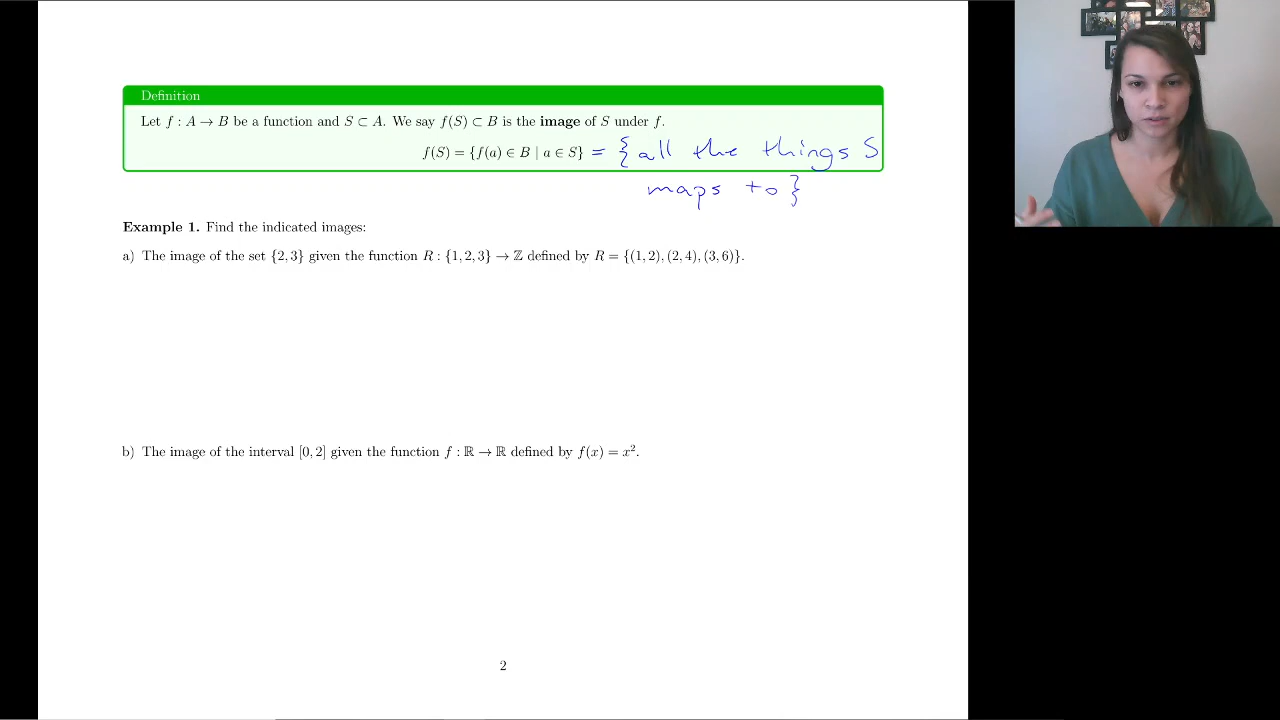 Definition
Let f : A → B be a function and S ⊂ A. We say f(S) ⊂ B is the image of S under f.
f(S) = {f(a) ∈ B | a ∈ S} = {all the things S
maps to}
Example 1. Find the indicated images:
a) The image of the set {2, 3} given the function R : {1, 2, 3} → ℤ defined by R = {(1, 2), (2, 4), (3, 6)}.
b) The image of the interval [0, 2] given the function f : ℝ → ℝ defined by f(x) = x².
2